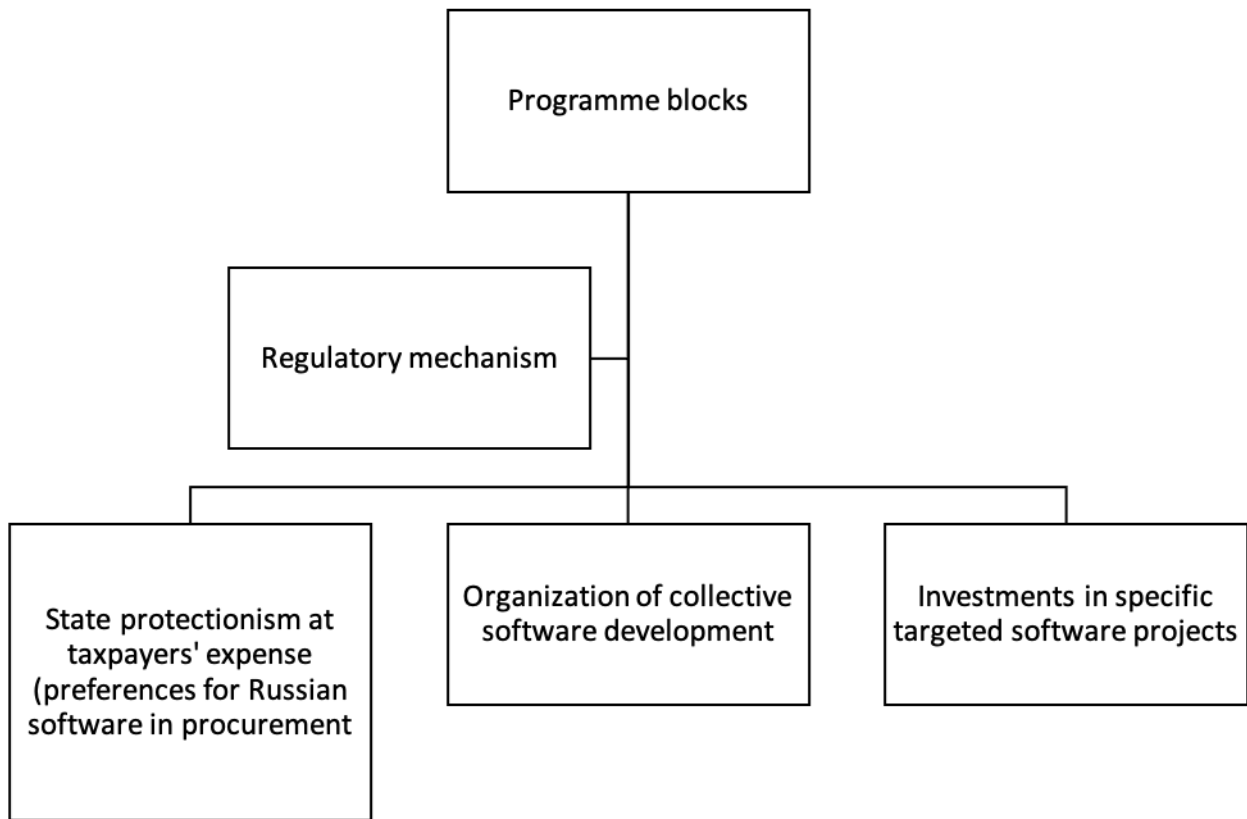 Programme blocks
Regulatory mechanism
State protectionism at
taxpayers' expense
(preferences for Russian
software in procurement
Organization of collective
software development
Investments in specific
targeted software projects